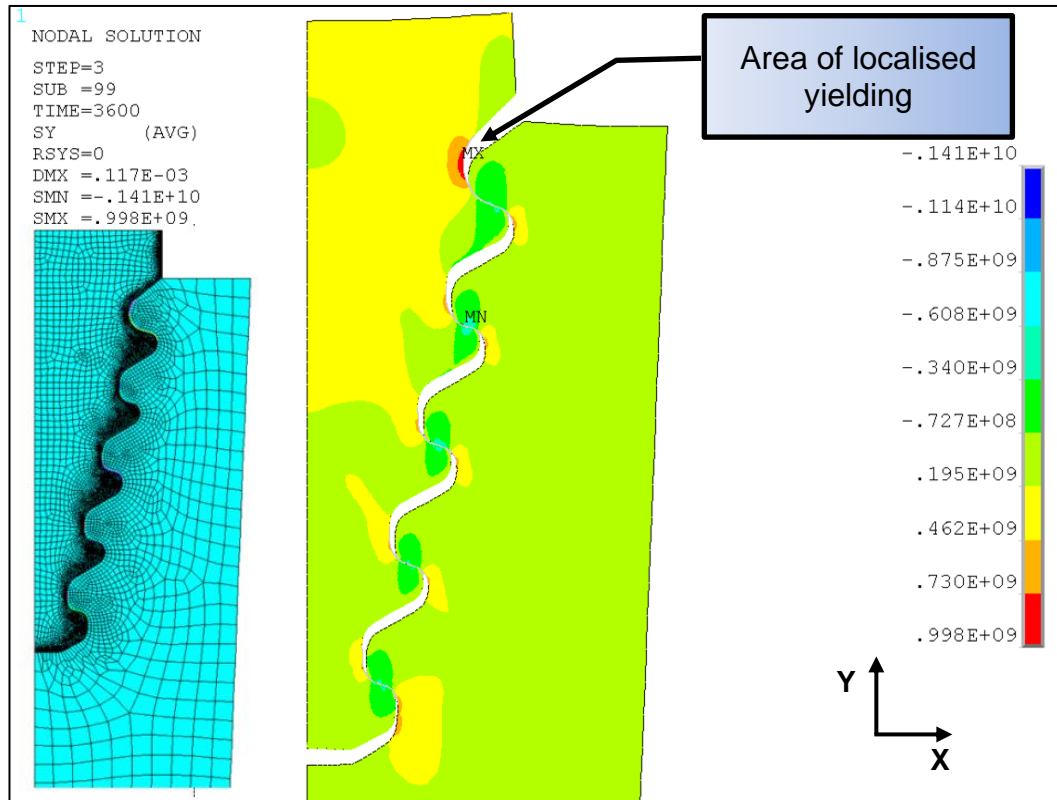 1
NODAL SOLUTION
STEP=3
SUB =99
TIME=3600
SY (AVG)
RSYS=0
DMX =.117E-03
SMN =-.141E+10
SMX =.998E+09
Area of localised
yielding
MX
MN
-.141E+10
-.114E+10
-.875E+09
-.608E+09
-.340E+09
-.727E+08
.195E+09
.462E+09
.730E+09
.998E+09
Y
X